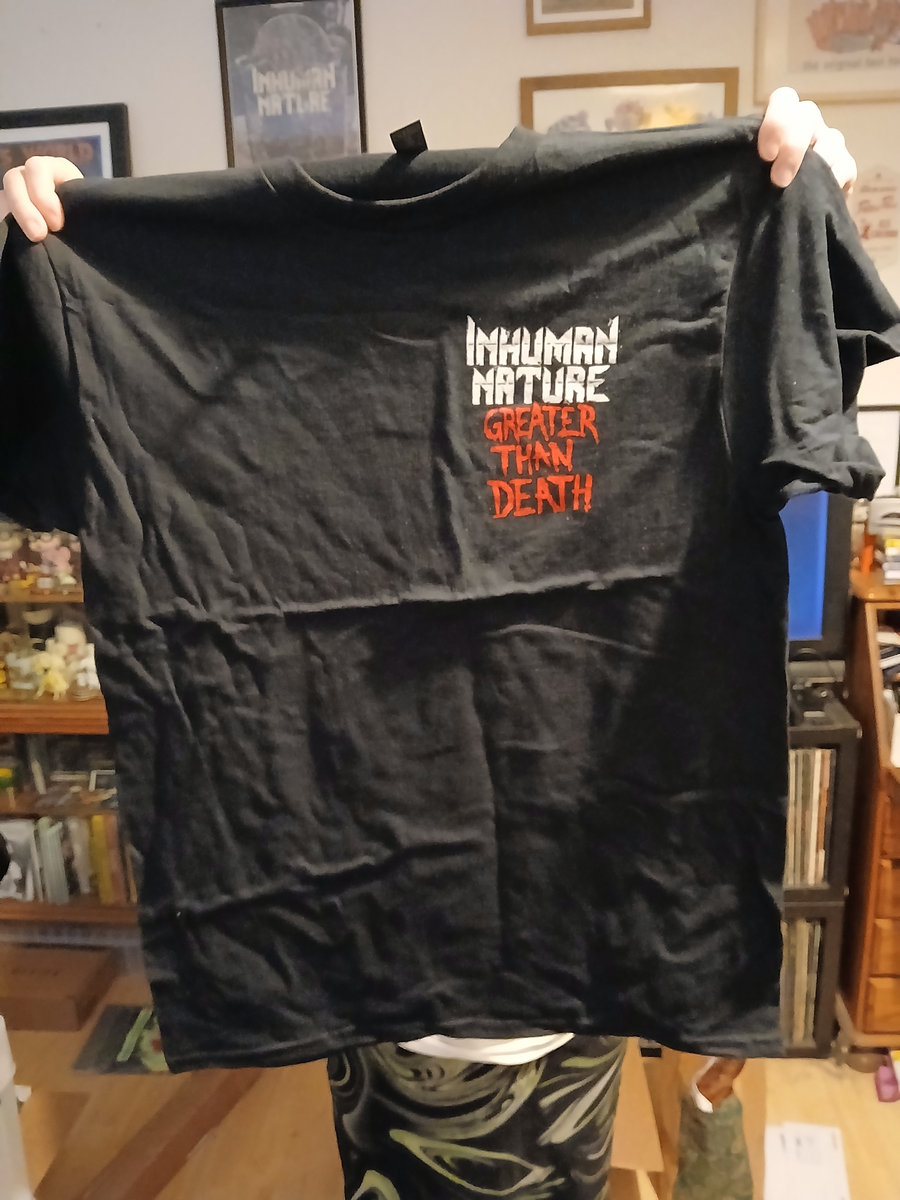 INHUMAN
NATURE
INHUMAN
NATURE
GREATER
THAN
DEATH